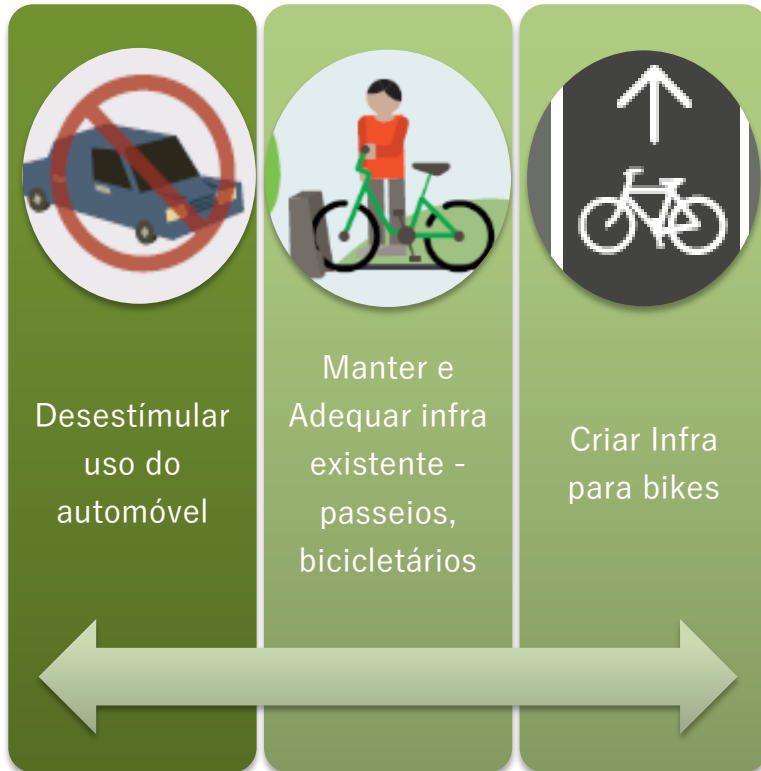 Desestímular
uso do
automóvel
Manter e
Adequar infra
existente -
passeios,
bicicletários
Criar Infra
para bikes